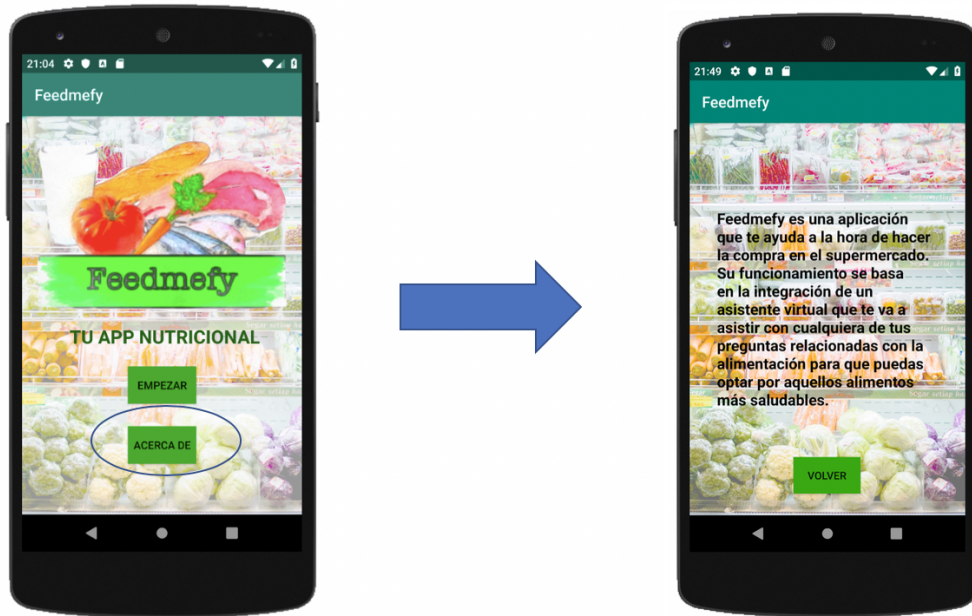 21:04
Feedmefy
Feedmefy
TU APP NUTRICIONAL
EMPEZAR
ACERCA DE
21:49
Feedmefy
Feedmefy es una aplicación
que te ayuda a la hora de hacer
la compra en el supermercado.
Su funcionamiento se basa
en la integración de un
asistente virtual que te va a
asistir con cualquiera de tus
preguntas relacionadas con la
alimentación para que puedas
optar por aquellos alimentos
más saludables.
VOLVER